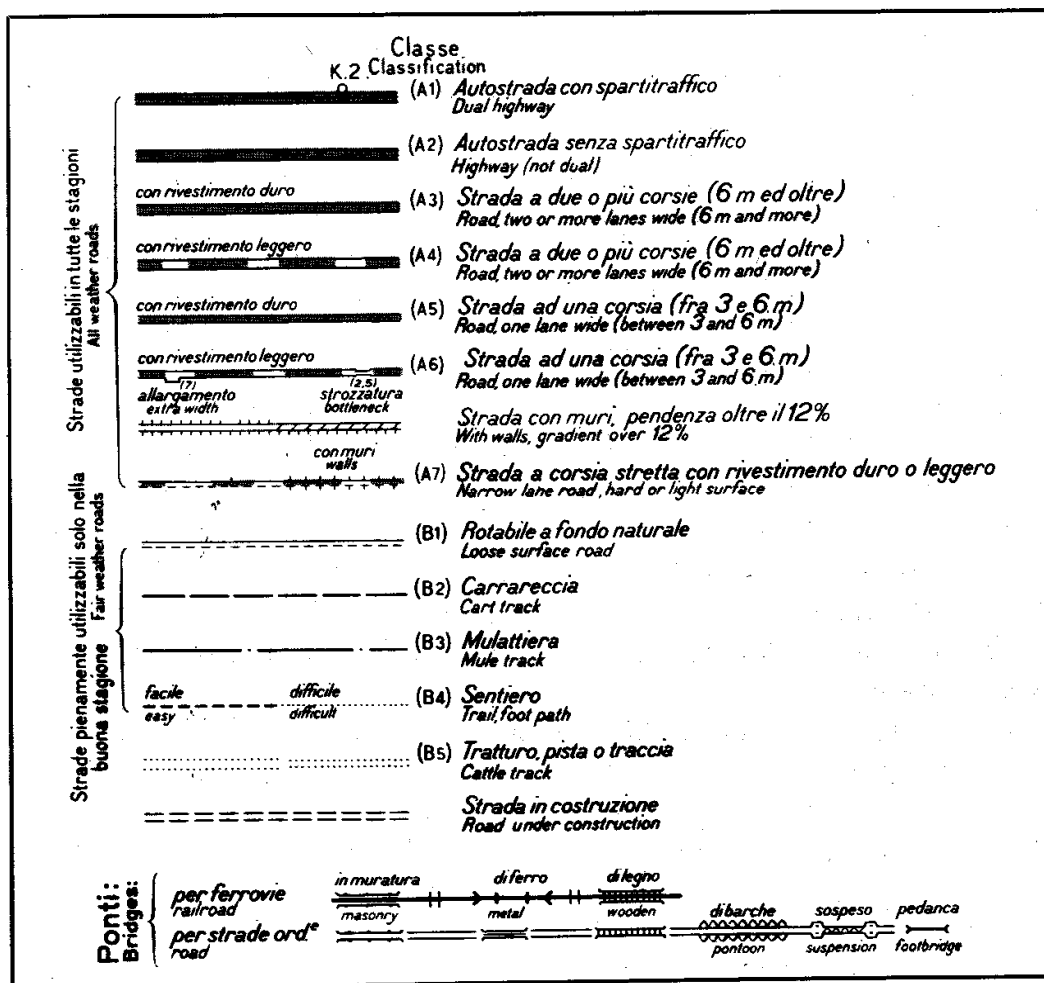 Classe
Classification
K.2
Strade utilizzabili in tutte le stagioni
All weather roads
(A1) Autostrada con spartitraffico
Dual highway
(A2) Autostrada senza spartitraffico
Highway (not dual)
con rivestimento duro
(A3) Strada a due o più corsie (6 m ed oltre)
Road, two or more lanes wide (6 m and more)
con rivestimento leggero
(A4) Strada a due o più corsie (6 m ed oltre)
Road, two or more lanes wide (6 m and more)
con rivestimento duro
(A5) Strada ad una corsia (fra 3 e 6 m)
Road, one lane wide (between 3 and 6 m)
con rivestimento leggero
(A6) Strada ad una corsia (fra 3 e 6 m)
Road, one lane wide (between 3 and 6 m)
(7) (2,5)
allargamento strozzatura
extra width bottleneck
Strada con muri, pendenza oltre il 12%
With walls, gradient over 12%
con muri
walls
(A7) Strada a corsia stretta con rivestimento duro o leggero
Narrow lane road, hard or light surface
Strade pienamente utilizzabili solo nella
buona stagione Fair weather roads
(B1) Rotabile a fondo naturale
Loose surface road
(B2) Carrareccia
Cart track
(B3) Mulattiera
Mule track
facile difficile
easy difficult
(B4) Sentiero
Trail, foot path
(B5) Tratturo, pista o traccia
Cattle track
Strada in costruzione
Road under construction
Ponti:
Bridges:
per ferrovie
railroad
in muratura di ferro di legno
masonry metal wooden
per strade ord.e
road
di barche sospeso pedanca
pontoon suspension footbridge